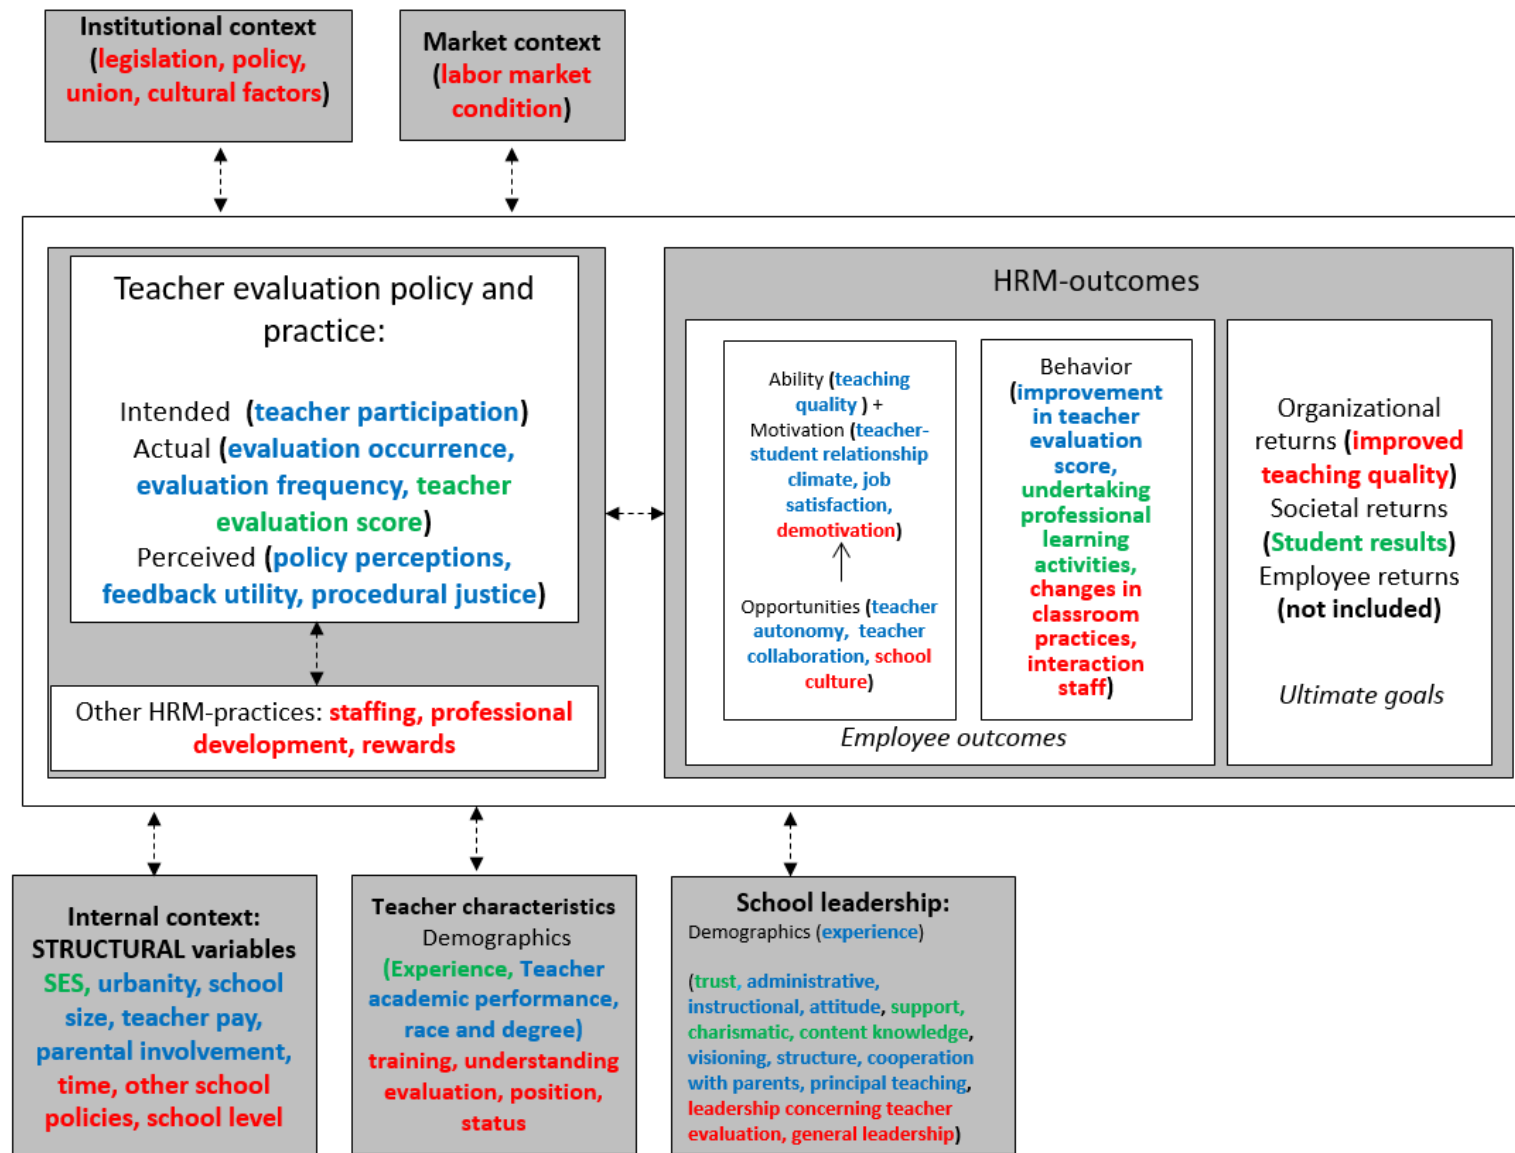 Institutional context
(legislation, policy,
union, cultural factors)
Market context
(labor market
condition)
Teacher evaluation policy and
practice:
Intended (teacher participation)
Actual (evaluation occurrence,
evaluation frequency, teacher
evaluation score)
Perceived (policy perceptions,
feedback utility, procedural justice)
Other HRM-practices: staffing, professional
development, rewards
HRM-outcomes
Ability (teaching
quality ) +
Motivation (teacher-
student relationship
climate, job
satisfaction,
demotivation)
Opportunities (teacher
autonomy, teacher
collaboration, school
culture)
Behavior
(improvement
in teacher
evaluation
score,
undertaking
professional
learning
activities,
changes in
classroom
practices,
interaction
staff)
Employee outcomes
Organizational
returns (improved
teaching quality)
Societal returns
(Student results)
Employee returns
(not included)
Ultimate goals
Internal context:
STRUCTURAL variables
SES, urbanity, school
size, teacher pay,
parental involvement,
time, other school
policies, school level
Teacher characteristics
Demographics
(Experience, Teacher
academic performance,
race and degree)
training, understanding
evaluation, position,
status
School leadership:
Demographics (experience)
(trust, administrative,
instructional, attitude, support,
charismatic, content knowledge,
visioning, structure, cooperation
with parents, principal teaching,
leadership concerning teacher
evaluation, general leadership)